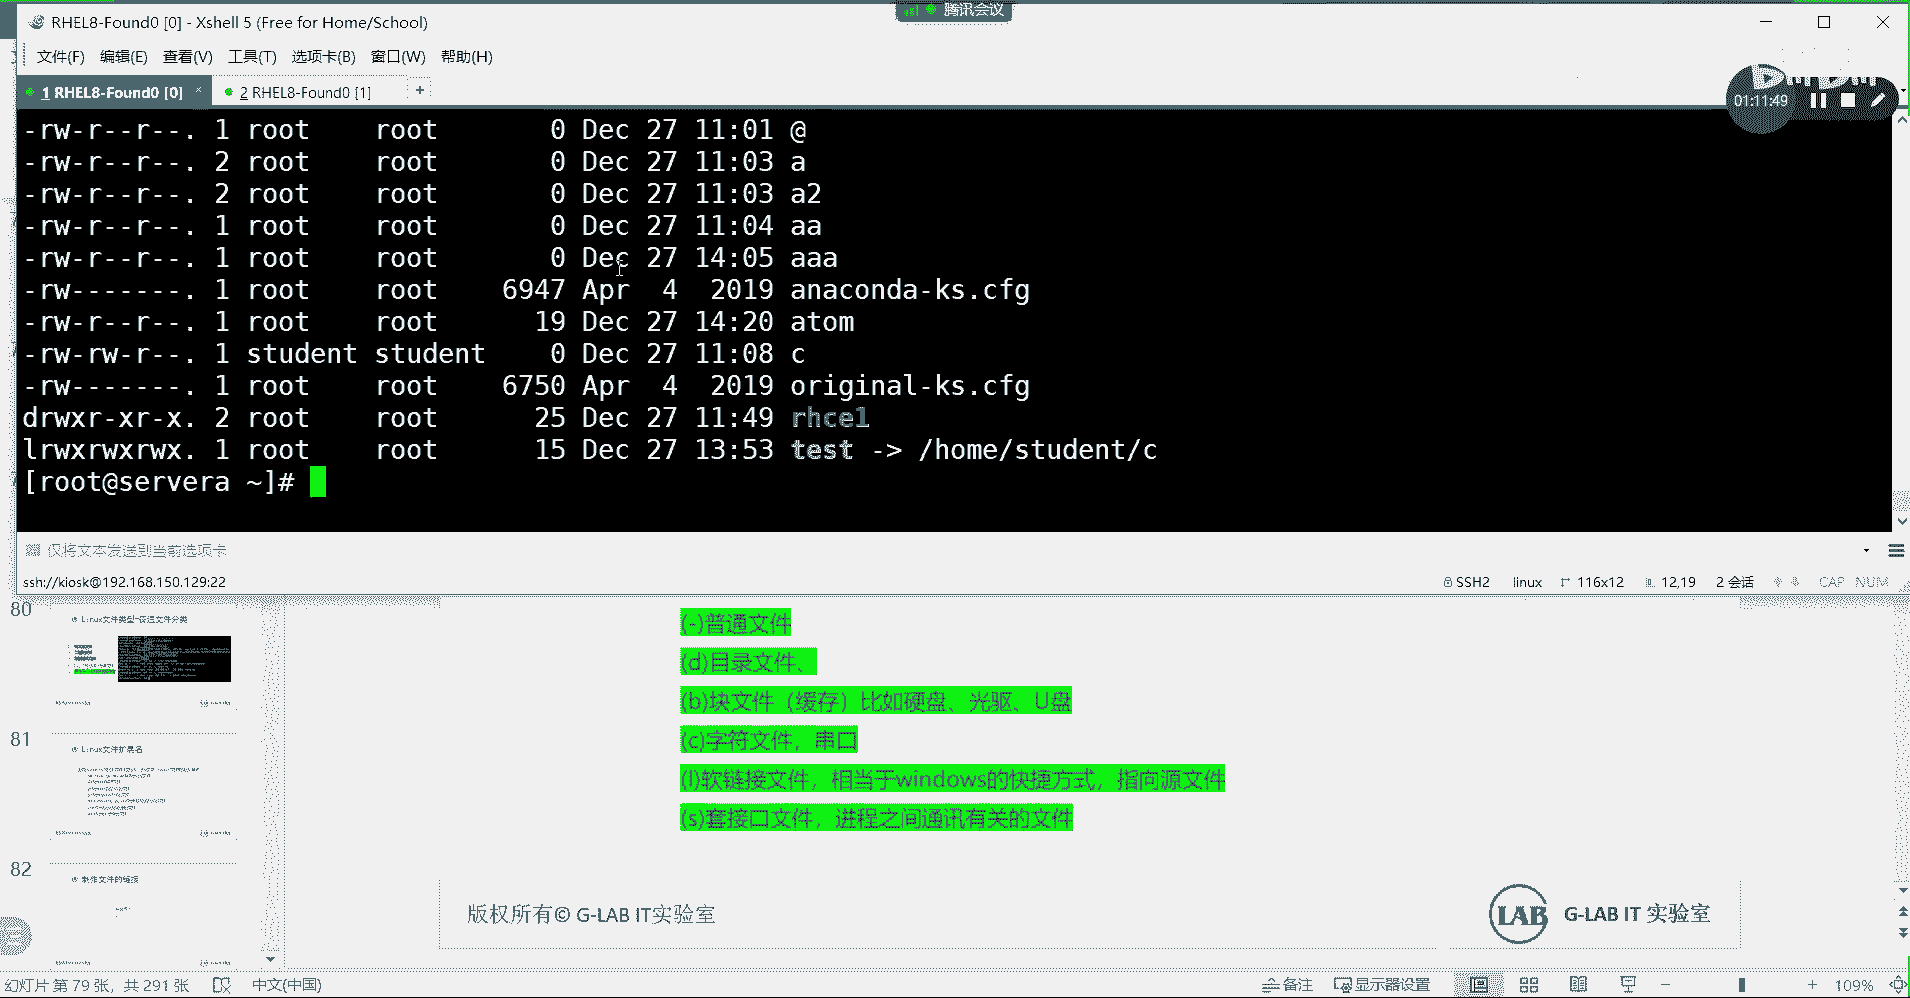 腾讯会议
RHEL8-Found0 [0] - Xshell 5 (Free for Home/School)
文件(F) 编辑(E) 查看(V) 工具(T) 选项卡(B) 窗口(W) 帮助(H)
1 RHEL8-Found0 [0] × 2 RHEL8-Found0 [1] +
01:11:49
-rw-r--r--. 1 root root 0 Dec 27 11:01 @
-rw-r--r--. 2 root root 0 Dec 27 11:03 a
-rw-r--r--. 2 root root 0 Dec 27 11:03 a2
-rw-r--r--. 1 root root 0 Dec 27 11:04 aa
-rw-r--r--. 1 root root 0 Dec 27 14:05 aaa
-rw-------. 1 root root 6947 Apr 4 2019 anaconda-ks.cfg
-rw-r--r--. 1 root root 19 Dec 27 14:20 atom
-rw-rw-r--. 1 student student 0 Dec 27 11:08 c
-rw-------. 1 root root 6750 Apr 4 2019 original-ks.cfg
drwxr-xr-x. 2 root root 25 Dec 27 11:49 rhce1
lrwxrwxrwx. 1 root root 15 Dec 27 13:53 test -> /home/student/c
[root@servera ~]#
仅将文本发送到当前选项卡
ssh://kiosk@192.168.150.129:22 SSH2 linux 116x12 12,19 2 会话 CAP NUM
80
Linux文件类型-
文件分类
81
Linux文件扩展名
82
制作文件的链接
(-)普通文件
(d)目录文件、
(b)块文件（缓存）比如硬盘、光驱、U盘
(c)字符文件，串口
(l)软链接文件，相当于windows的快捷方式，指向源文件
(s)套接口文件，进程之间通讯有关的文件
版权所有© G-LAB IT实验室
LAB G-LAB IT 实验室
幻灯片 第 79 张，共 291 张 中文(中国) 备注 显示器设置 − + 109%